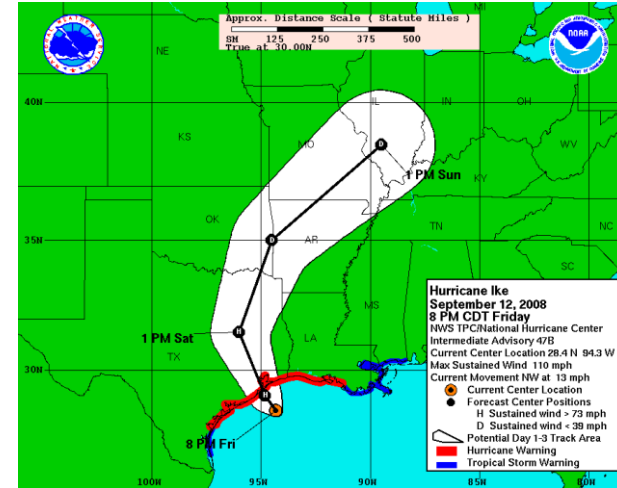 Approx. Distance Scale ( Statute Miles )
SM 125 250 375 500
True at 30.00N
NOAA
NE
IL
IN
OH
40N
KS
MO
WV
1 PM Sun
KY
OK
TN
NC
35N
AR
SC
MS
1 PM Sat
LA
TX
30N
8 PM Fri
D
D
H
H
Hurricane Ike
September 12, 2008
8 PM CDT Friday
NWS TPC/National Hurricane Center
Intermediate Advisory 47B
Current Center Location 28.4 N 94.3 W
Max Sustained Wind 110 mph
Current Movement NW at 13 mph
Current Center Location
Forecast Center Positions
H Sustained wind > 73 mph
D Sustained wind < 39 mph
Potential Day 1-3 Track Area
Hurricane Warning
Tropical Storm Warning
100W
95W
90W
85W
80W